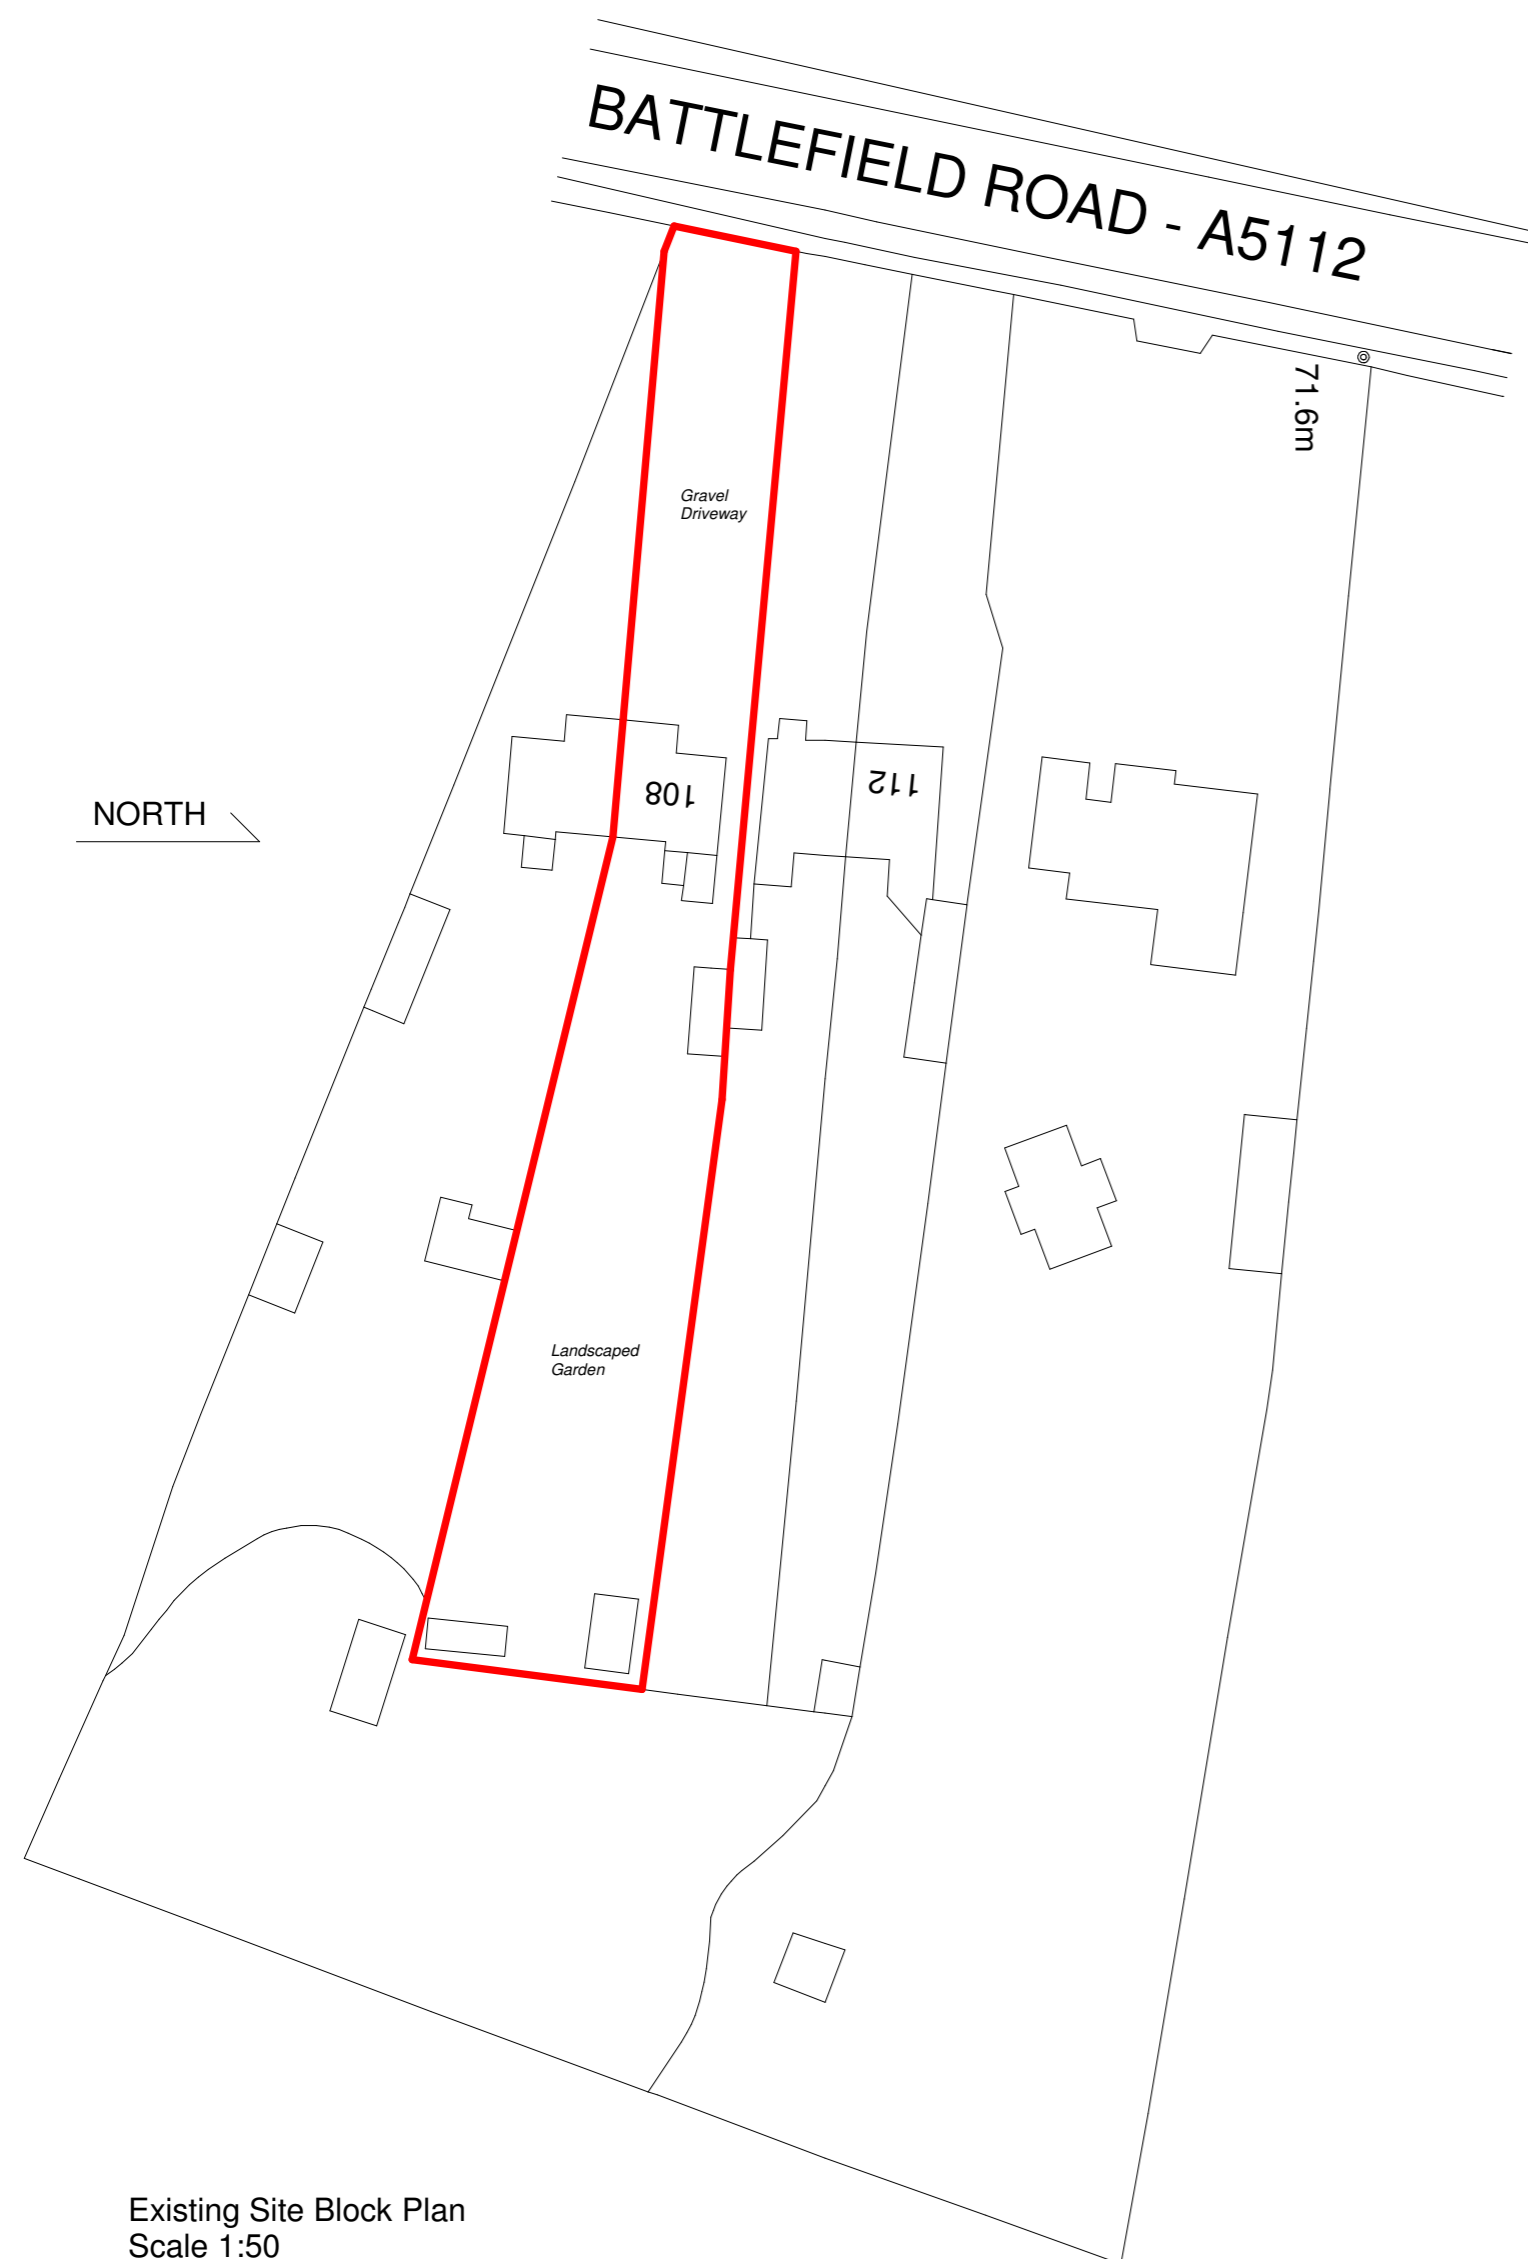 BATTLEFIELD ROAD - A5112
71.6m
Gravel
Driveway
108
112
NORTH
Landscaped
Garden
Existing Site Block Plan
Scale 1:50